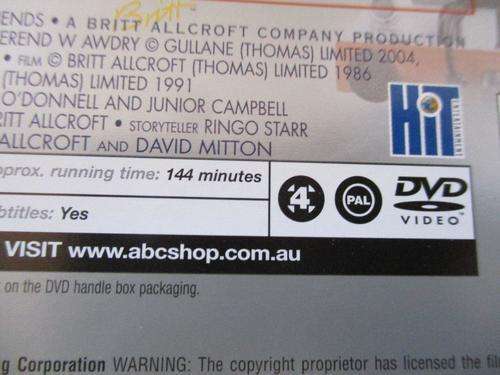 Britt
ENDS • A BRITT ALLCROFT COMPANY PRODUCTION
EREND W AWDRY © GULLANE (THOMAS) LIMITED 2004,
• FILM © BRITT ALLCROFT (THOMAS) LIMITED 1986
(THOMAS) LIMITED 1991
O'DONNELL AND JUNIOR CAMPBELL
RITT ALLCROFT • STORYTELLER RINGO STARR
ALLCROFT AND DAVID MITTON
HiT
ENTERTAINMENT
prox. running time: 144 minutes
btitles: Yes
4
PAL
DVD
VIDEO
VISIT www.abcshop.com.au
on the DVD handle box packaging.
g Corporation WARNING: The copyright proprietor has licensed the fil